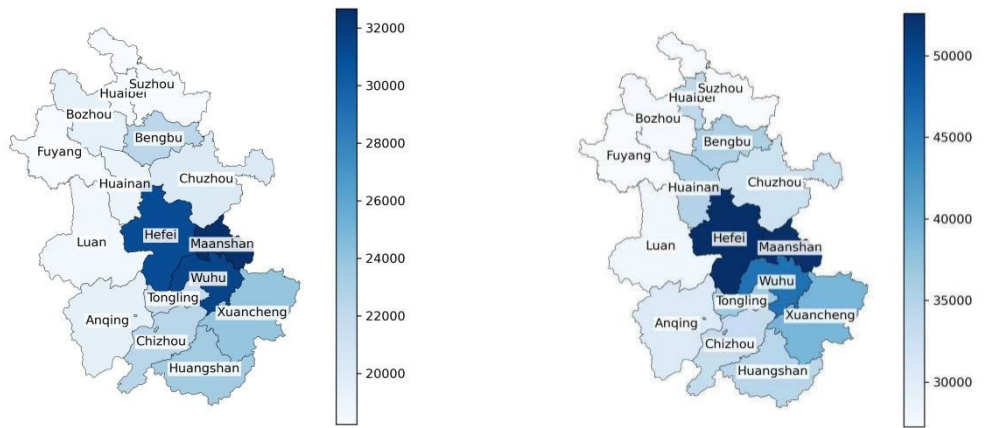 Suzhou
Huaibei
Bozhou
Bengbu
Fuyang
Huainan
Chuzhou
Luan
Hefei
Maanshan
Wuhu
Tongling
Xuancheng
Anqing
Chizhou
Huangshan
32000
30000
28000
26000
24000
22000
20000
Suzhou
Huaibei
Bozhou
Bengbu
Fuyang
Huainan
Chuzhou
Luan
Hefei
Maanshan
Wuhu
Tongling
Xuancheng
Anqing
Chizhou
Huangshan
50000
45000
40000
35000
30000